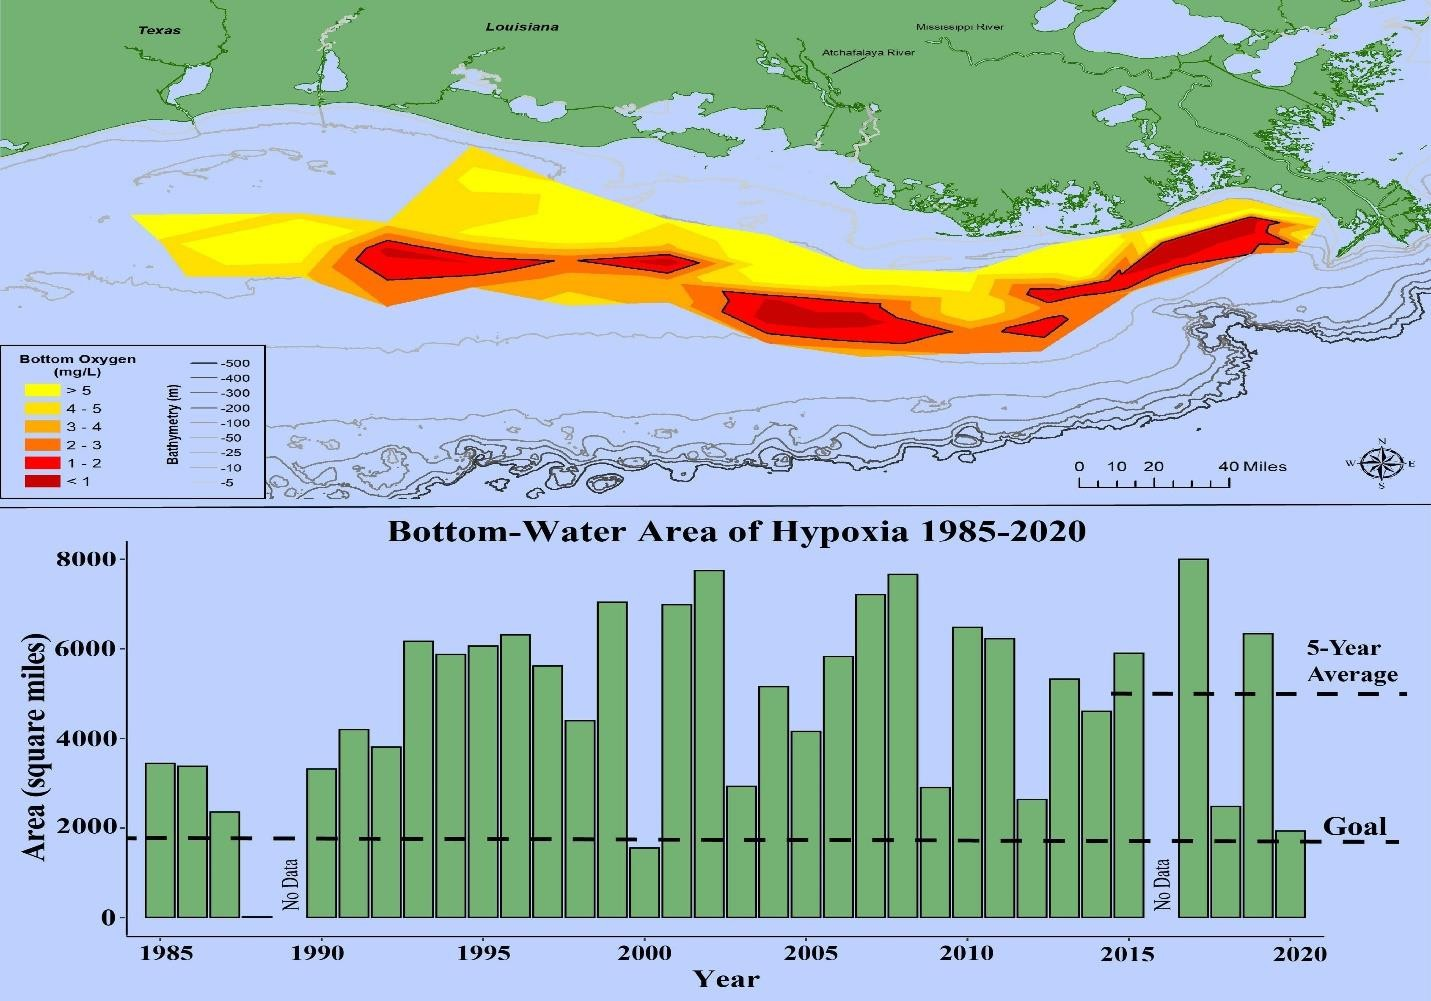 Texas
Louisiana
Mississippi River
Atchafalaya River
Bottom Oxygen
(mg/L)
> 5
4 - 5
3 - 4
2 - 3
1 - 2
< 1
Bathymetry (m)
-500
-400
-300
-200
-100
-50
-25
-10
-5
0 10 20 40 Miles
N
W E
S
Bottom-Water Area of Hypoxia 1985-2020
Area (square miles)
8000
6000
4000
2000
0
5-Year
Average
Goal
No Data
No Data
1985 1990 1995 2000 2005 2010 2015 2020
Year